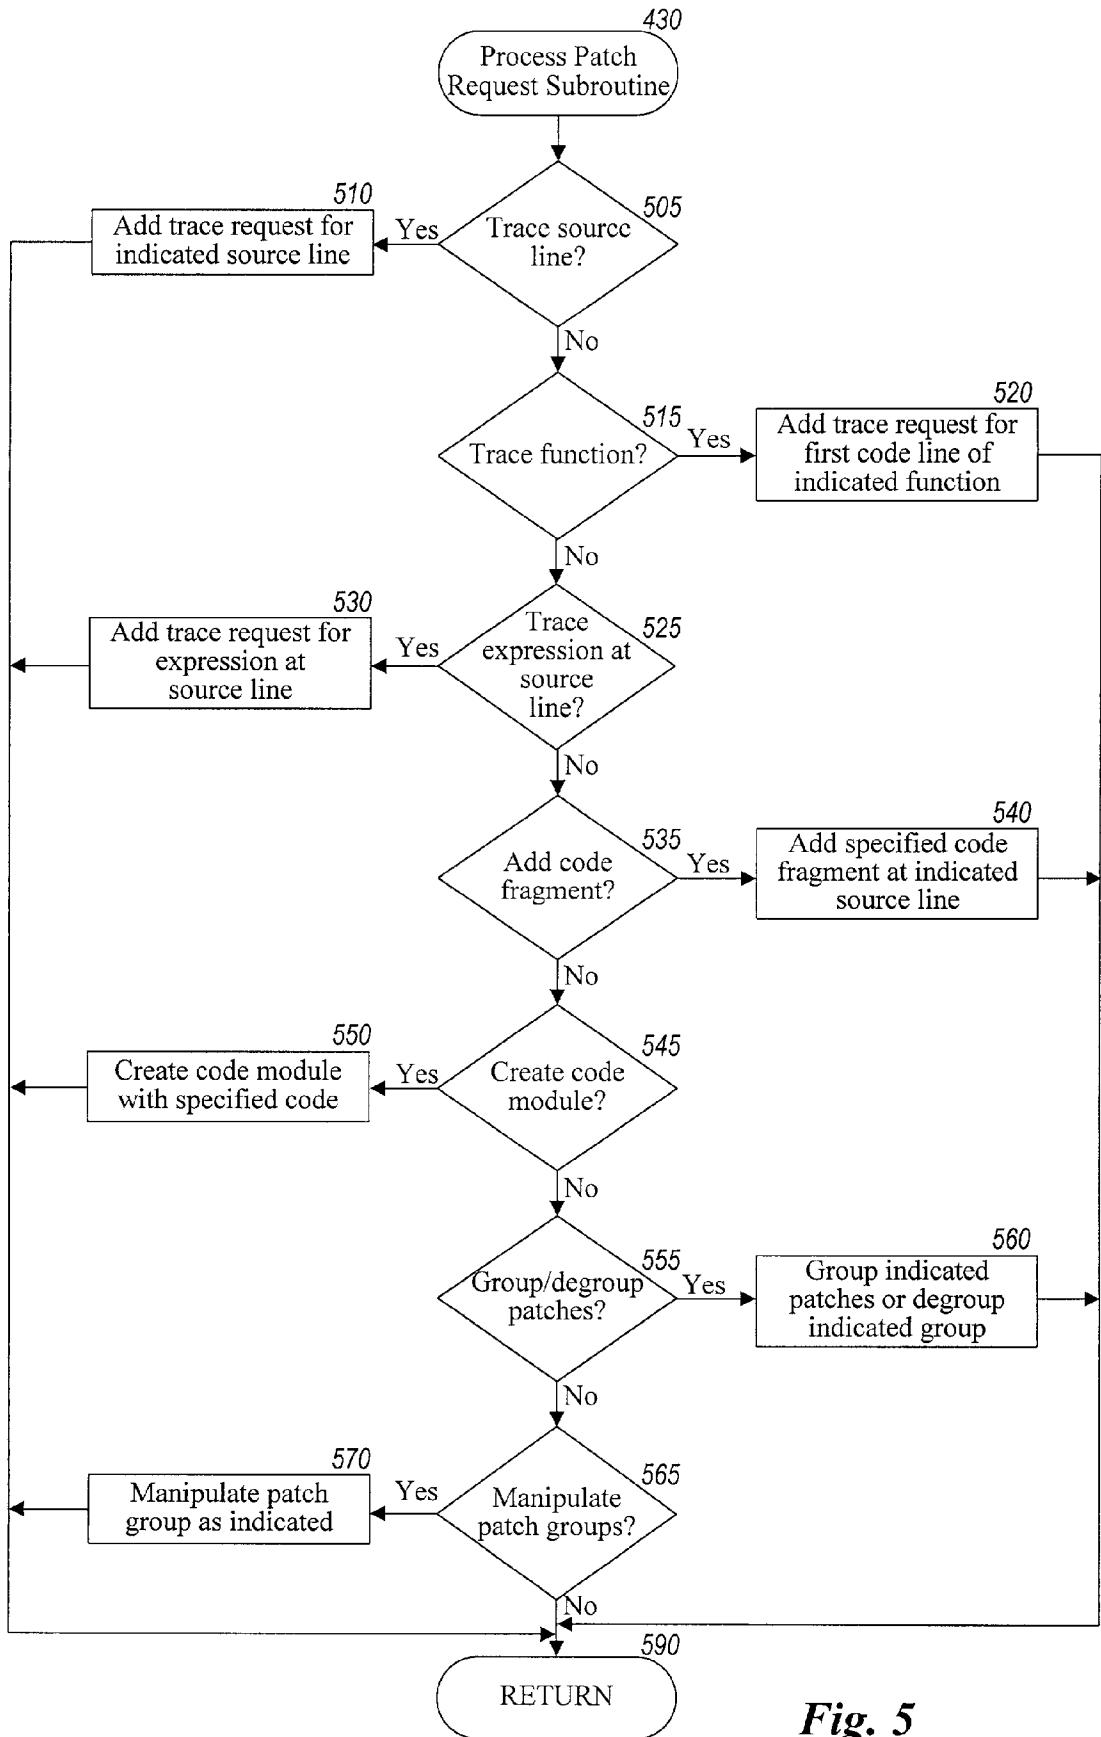 430
Process Patch
Request Subroutine
510
505
Add trace request for
indicated source line
Yes
Trace source
line?
No
515
520
Trace function?
Yes
Add trace request for
first code line of
indicated function
No
530
525
Add trace request for
expression at
source line
Yes
Trace
expression at
source
line?
No
535
540
Add code
fragment?
Yes
Add specified code
fragment at indicated
source line
No
550
545
Create code module
with specified code
Yes
Create code
module?
No
555
560
Group/degroup
patches?
Yes
Group indicated
patches or degroup
indicated group
No
570
565
Manipulate patch
group as indicated
Yes
Manipulate
patch groups?
No
590
RETURN
Fig. 5